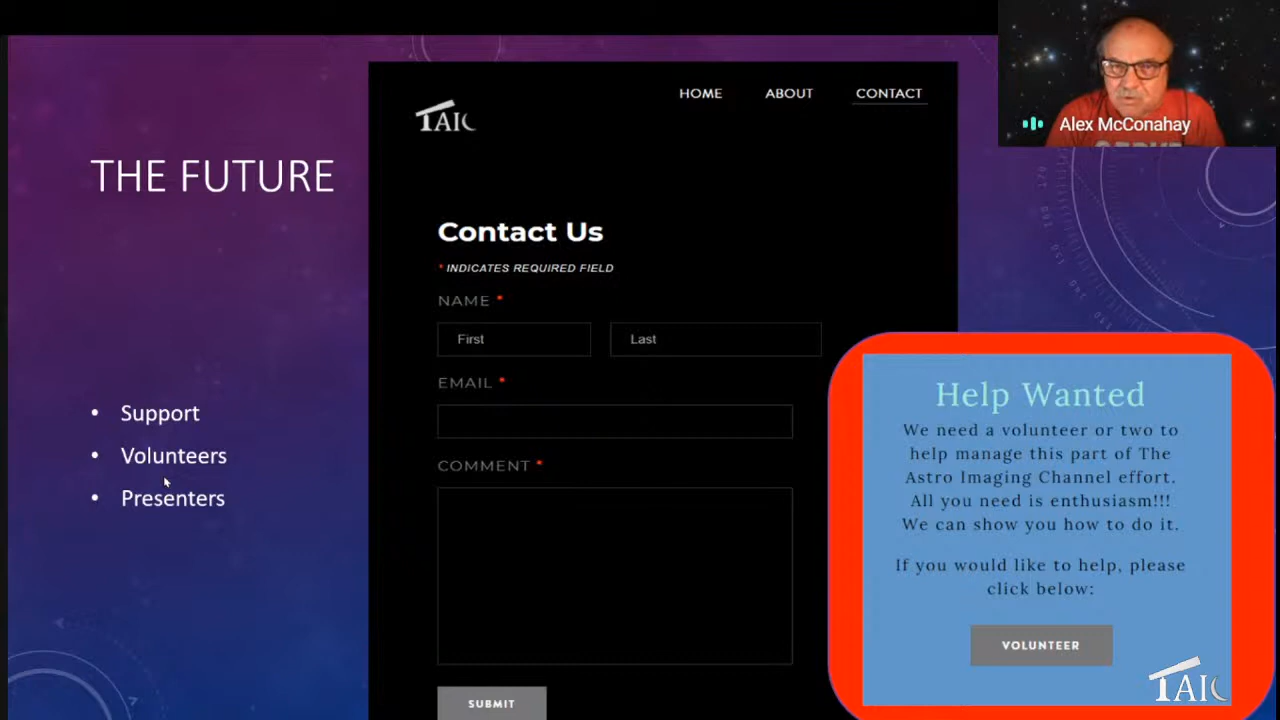 THE FUTURE
• Support
• Volunteers
• Presenters
TAIC
HOME ABOUT CONTACT
Contact Us
* INDICATES REQUIRED FIELD
NAME *
First Last
EMAIL *
COMMENT *
SUBMIT
Alex McConahay
Help Wanted
We need a volunteer or two to
help manage this part of The
Astro Imaging Channel effort.
All you need is enthusiasm!!!
We can show you how to do it.
If you would like to help, please
click below:
VOLUNTEER
TAIC